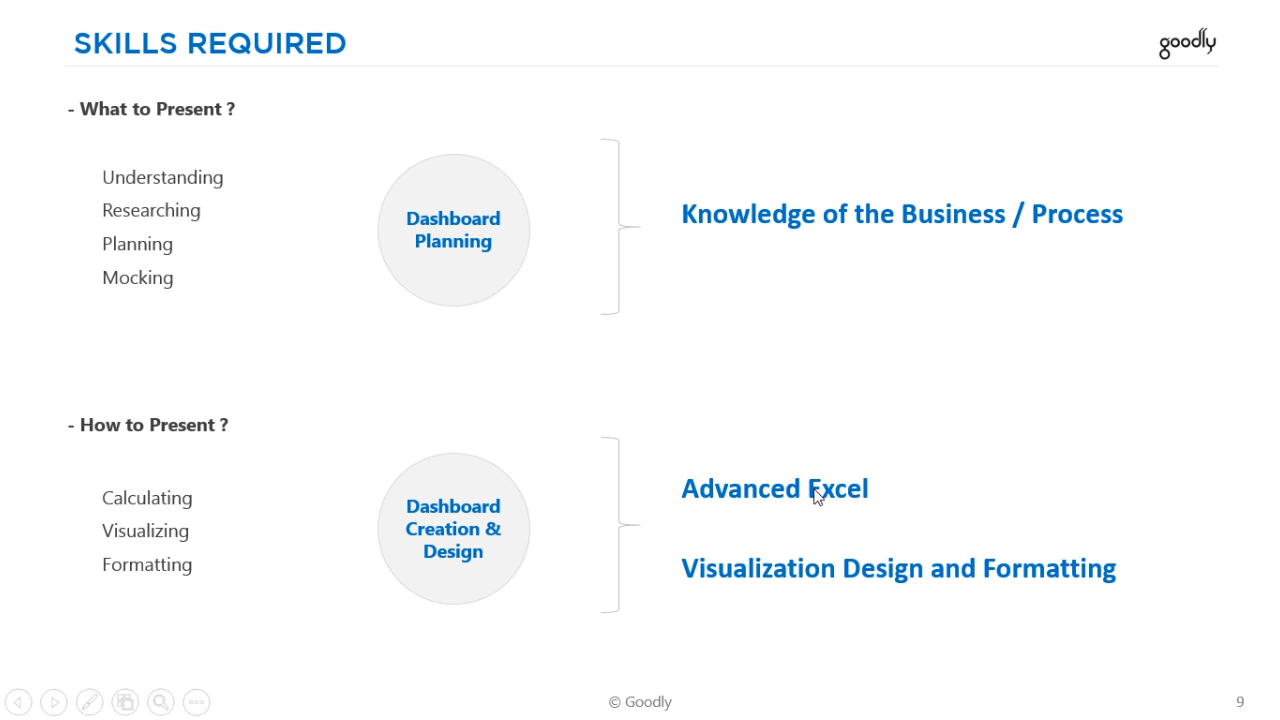 SKILLS REQUIRED
goodly
- What to Present ?
Understanding
Researching
Planning
Mocking
Dashboard
Planning
Knowledge of the Business / Process
- How to Present ?
Calculating
Visualizing
Formatting
Dashboard
Creation &
Design
Advanced Excel
Visualization Design and Formatting
© Goodly
9